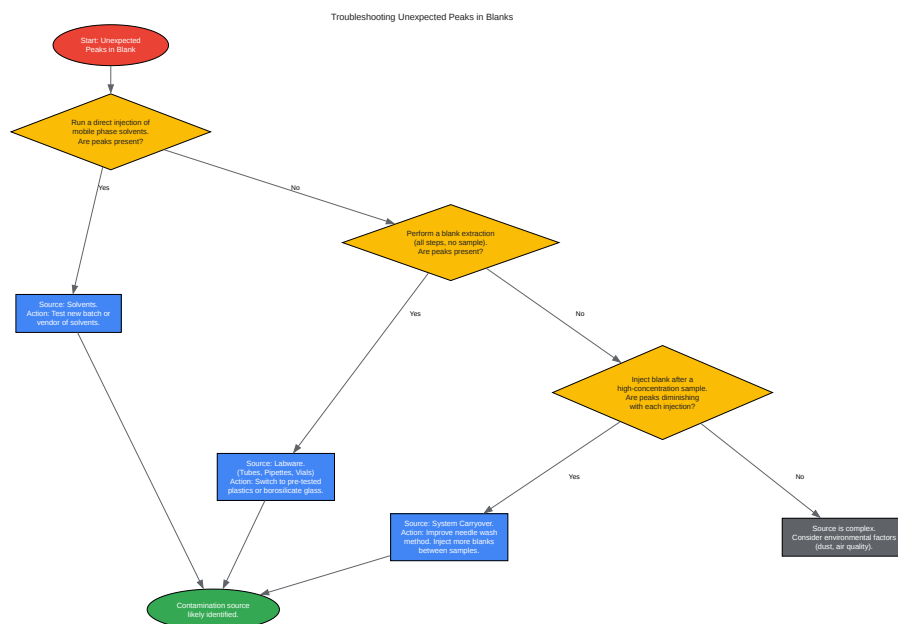 Troubleshooting Unexpected Peaks in Blanks
Start: Unexpected
Peaks in Blank
Run a direct injection of
mobile phase solvents.
Are peaks present?
Yes
No
Perform a blank extraction
(all steps, no sample).
Are peaks present?
Source: Solvents.
Action: Test new batch or
vendor of solvents.
Yes
No
Inject blank after a
high-concentration sample.
Are peaks diminishing
with each injection?
Source: Labware.
(Tubes, Pipettes, Vials)
Action: Switch to pre-tested
plastics or borosilicate glass.
Yes
No
Source: System Carryover.
Action: Improve needle wash
method. Inject more blanks
between samples.
Source is complex.
Consider environmental factors
(dust, air quality).
Contamination source
likely identified.